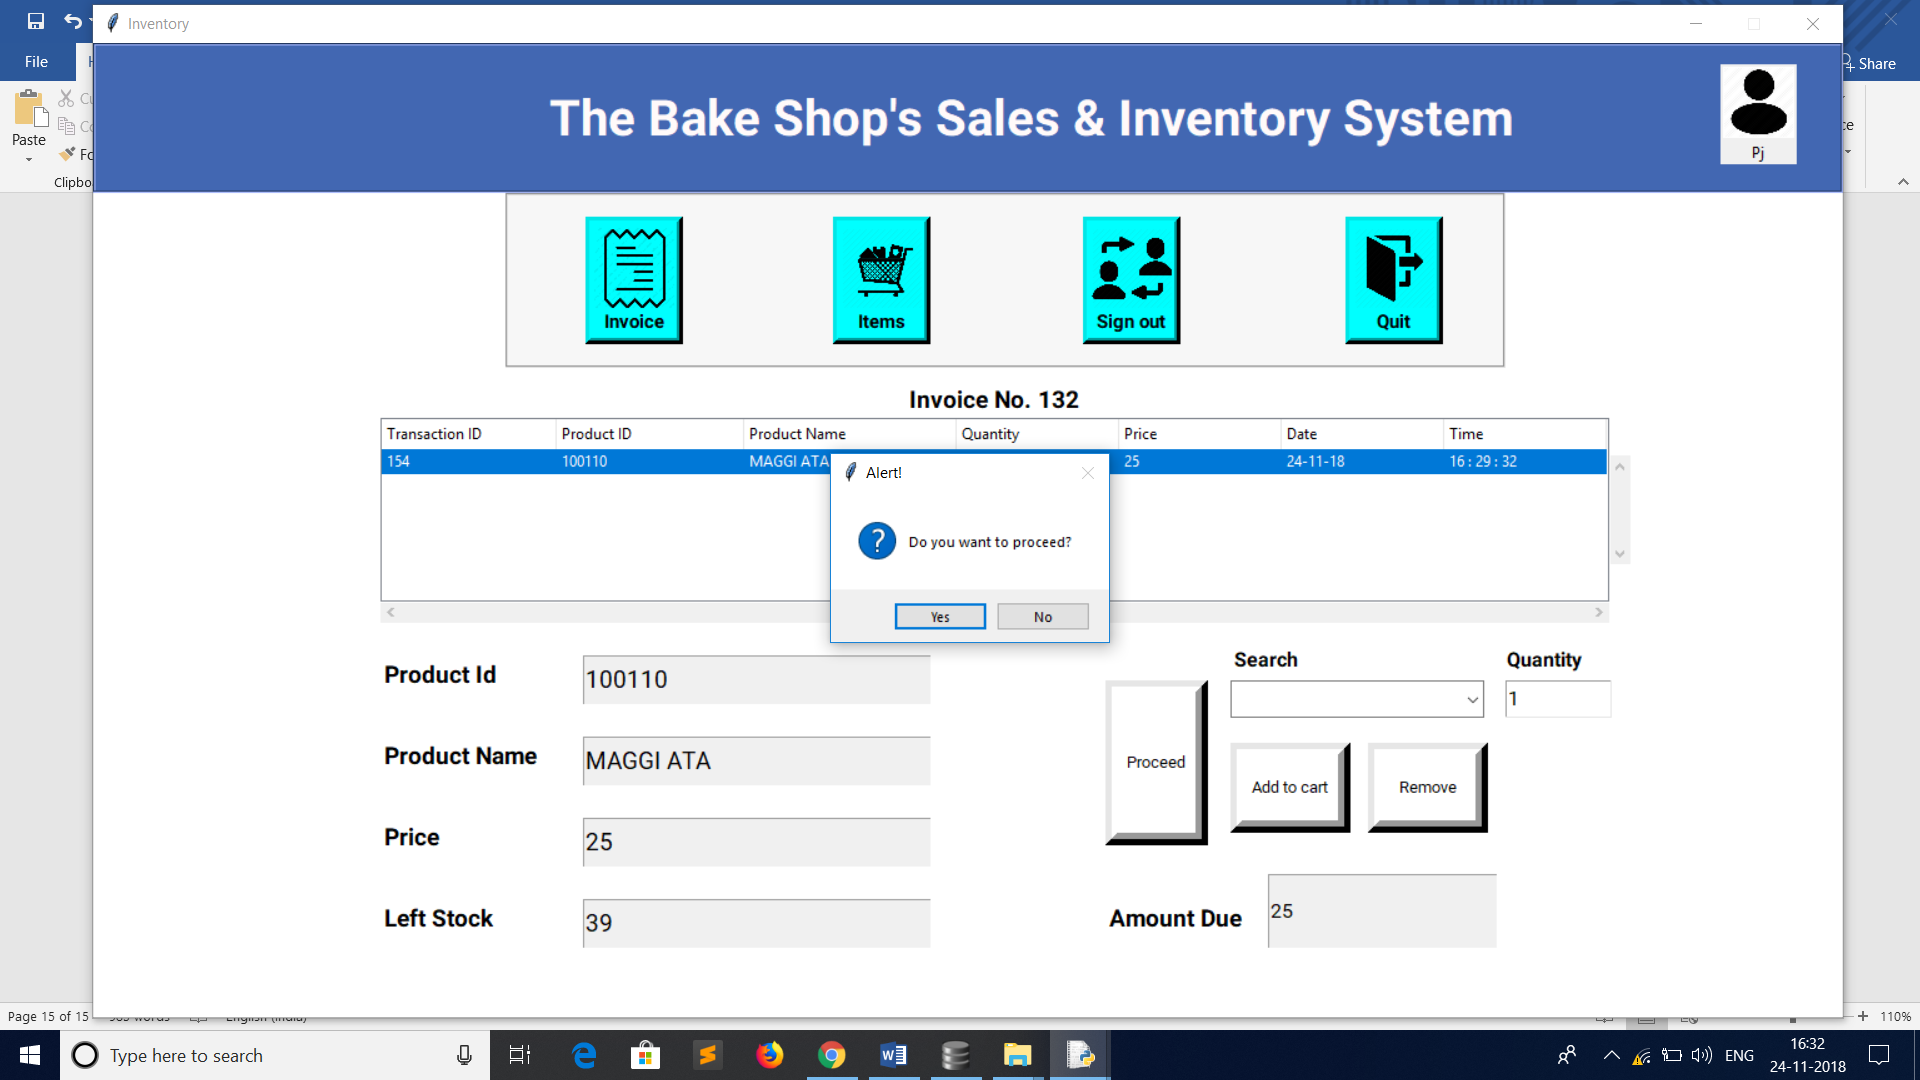 Inventory
File
Share
The Bake Shop's Sales & Inventory System
Pj
Paste
Clipbo
Invoice
Items
Sign out
Quit
Invoice No. 132
Transaction ID Product ID Product Name Quantity Price Date Time
154 100110 MAGGI ATA 25 24-11-18 16 : 29 : 32
Alert!
Do you want to proceed?
Yes No
Product Id 100110
Search Quantity
1
Product Name MAGGI ATA
Proceed
Add to cart Remove
Price 25
Left Stock 39
Amount Due 25
Page 15 of 15 110%
Type here to search
ENG
16:32
24-11-2018